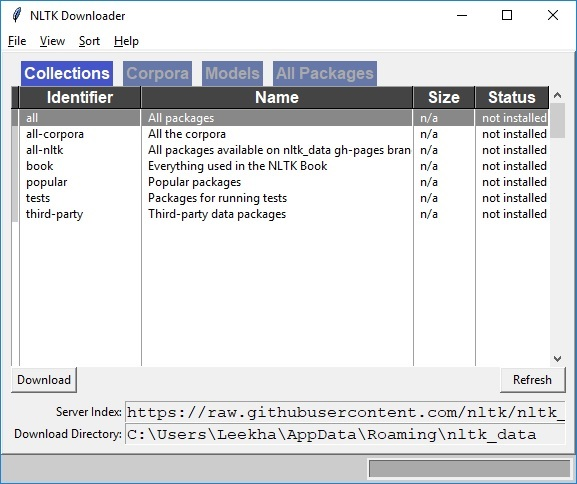 NLTK Downloader
File View Sort Help
Collections Corpora Models All Packages
Identifier Name Size Status
all All packages n/a not installed
all-corpora All the corpora n/a not installed
all-nltk All packages available on nltk_data gh-pages bran n/a not installed
book Everything used in the NLTK Book n/a not installed
popular Popular packages n/a not installed
tests Packages for running tests n/a not installed
third-party Third-party data packages n/a not installed
Download Refresh
Server Index: https://raw.githubusercontent.com/nltk/nltk_
Download Directory: C:\Users\Leekha\AppData\Roaming\nltk_data